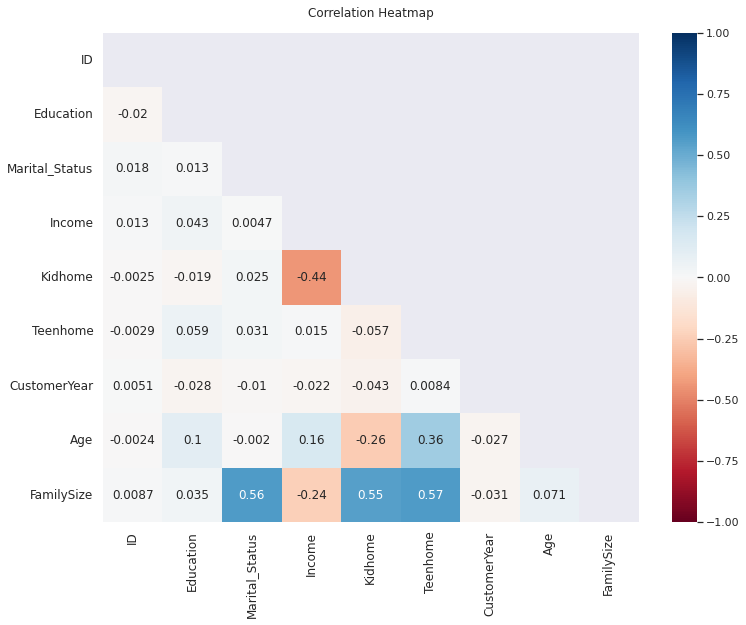 Correlation Heatmap
ID
Education -0.02
Marital_Status 0.018 0.013
Income 0.013 0.043 0.0047
Kidhome -0.0025 -0.019 0.025 -0.44
Teenhome -0.0029 0.059 0.031 0.015 -0.057
CustomerYear 0.0051 -0.028 -0.01 -0.022 -0.043 0.0084
Age -0.0024 0.1 -0.002 0.16 -0.26 0.36 -0.027
FamilySize 0.0087 0.035 0.56 -0.24 0.55 0.57 -0.031 0.071
ID Education Marital_Status Income Kidhome Teenhome CustomerYear Age FamilySize
1.00
0.75
0.50
0.25
0.00
−0.25
−0.50
−0.75
−1.00